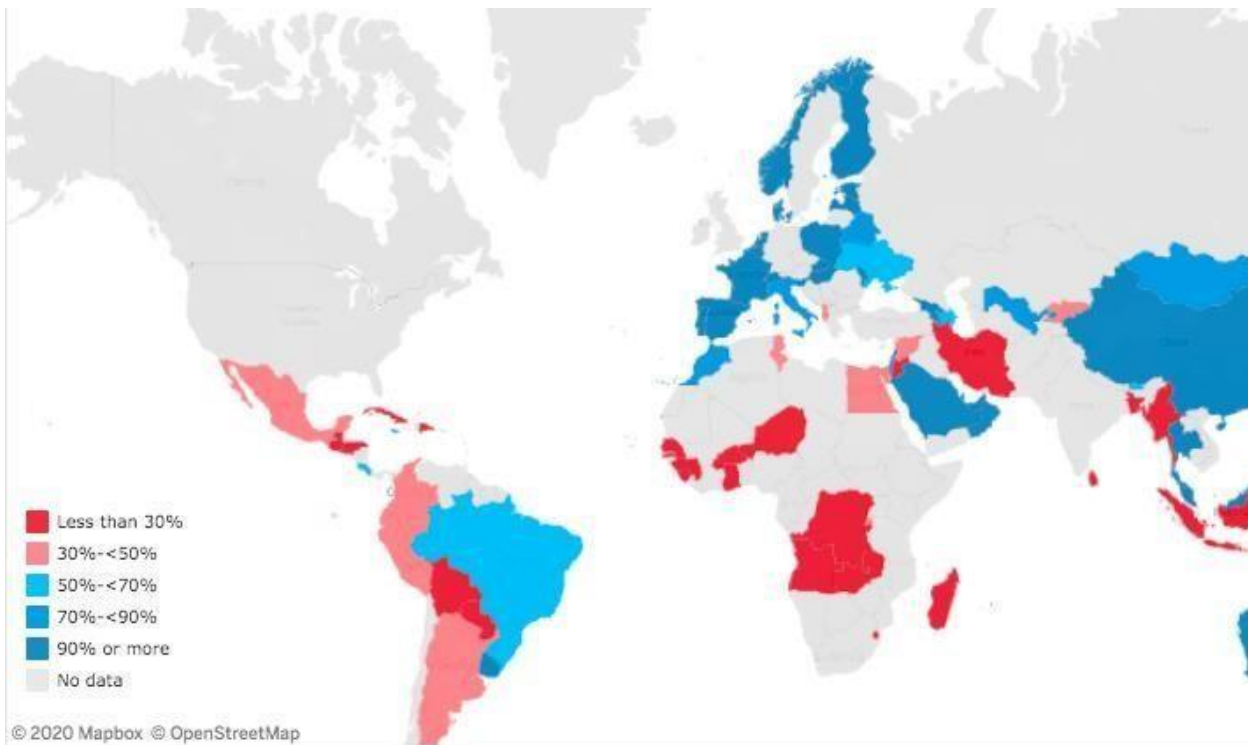 Less than 30%
30%-<50%
50%-<70%
70%-<90%
90% or more
No data
© 2020 Mapbox © OpenStreetMap